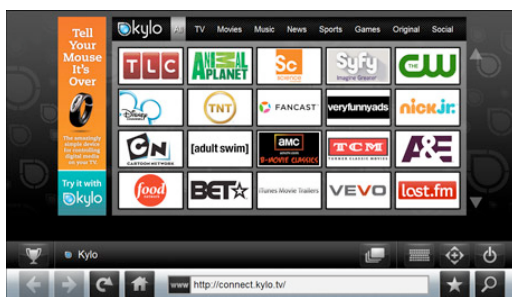 Tell
Your
Mouse
It's
Over
The amazingly
simple device
for controlling
digital media
on your TV.
Try it with
kylo
kylo
All TV Movies Music News Sports Games Original Social
TLC
ANIMAL
PLANET
Sc
science
Syfy
Imagine Greater
THE
CW
Disney
TNT
FANCAST
veryfunnyads
nick jr.
CN
CARTOON NETWORK
[adult swim]
amc
B-MOVIE CLASSICS
TCM
TURNER CLASSIC MOVIES
A&E
food
network
BET
iTunes Movie Trailers
VEVO
last.fm
Kylo
www http://connect.kylo.tv/